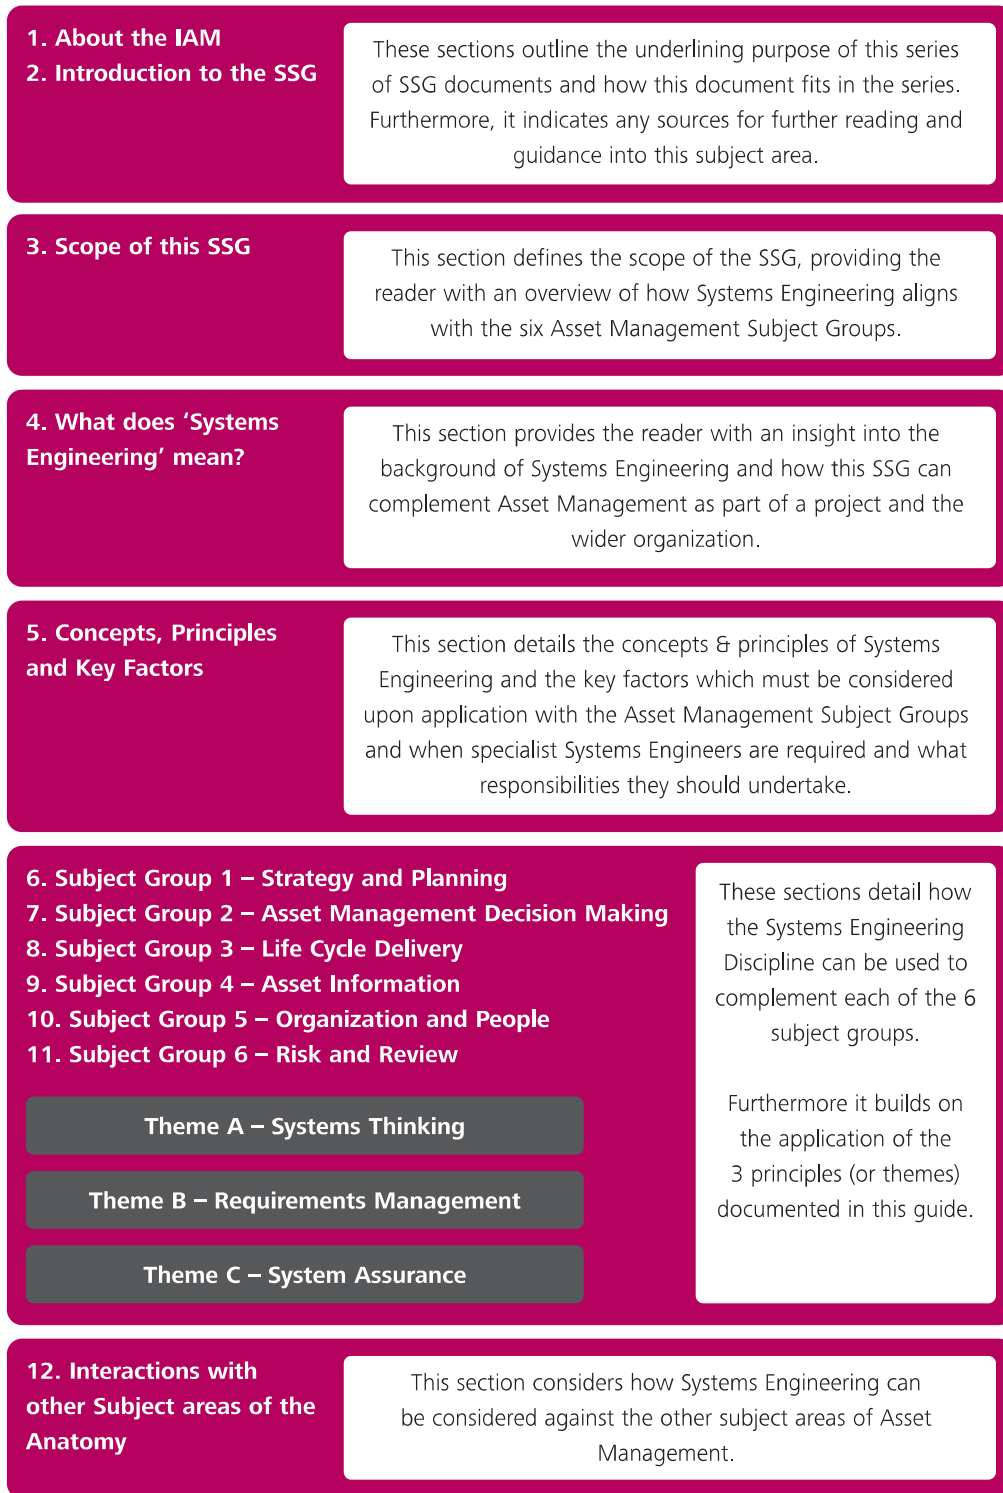 1. About the IAM
2. Introduction to the SSG
These sections outline the underlining purpose of this series
of SSG documents and how this document fits in the series.
Furthermore, it indicates any sources for further reading and
guidance into this subject area.
3. Scope of this SSG
This section defines the scope of the SSG, providing the
reader with an overview of how Systems Engineering aligns
with the six Asset Management Subject Groups.
4. What does ‘Systems
Engineering’ mean?
This section provides the reader with an insight into the
background of Systems Engineering and how this SSG can
complement Asset Management as part of a project and the
wider organization.
5. Concepts, Principles
and Key Factors
This section details the concepts & principles of Systems
Engineering and the key factors which must be considered
upon application with the Asset Management Subject Groups
and when specialist Systems Engineers are required and what
responsibilities they should undertake.
6. Subject Group 1 – Strategy and Planning
7. Subject Group 2 – Asset Management Decision Making
8. Subject Group 3 – Life Cycle Delivery
9. Subject Group 4 – Asset Information
10. Subject Group 5 – Organization and People
11. Subject Group 6 – Risk and Review
Theme A – Systems Thinking
Theme B – Requirements Management
Theme C – System Assurance
These sections detail how
the Systems Engineering
Discipline can be used to
complement each of the 6
subject groups.
Furthermore it builds on
the application of the
3 principles (or themes)
documented in this guide.
12. Interactions with
other Subject areas of the
Anatomy
This section considers how Systems Engineering can
be considered against the other subject areas of Asset
Management.